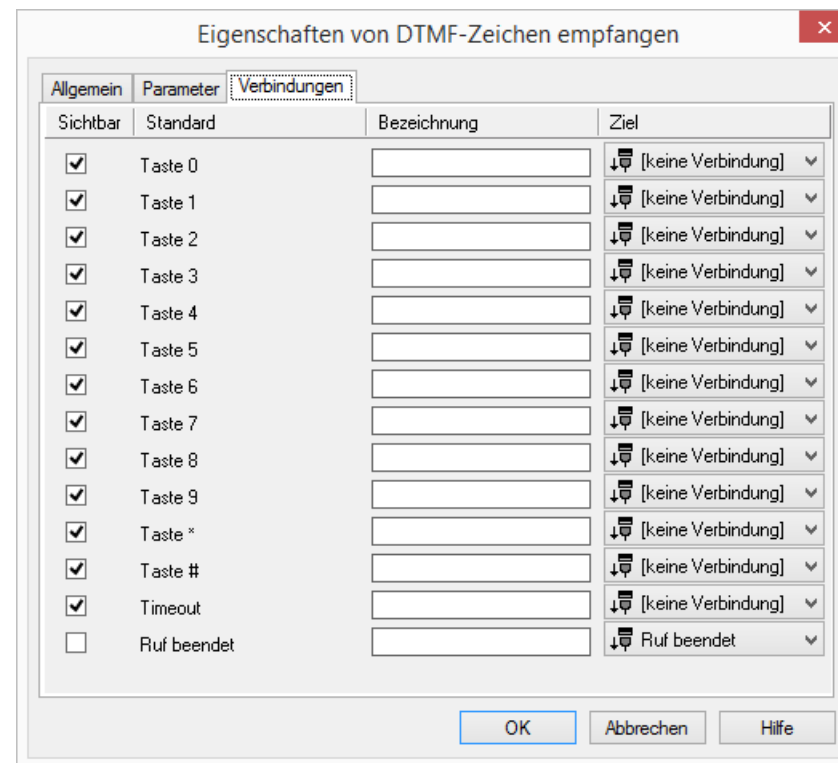 Eigenschaften von DTMF-Zeichen empfangen
Allgemein Parameter Verbindungen
Sichtbar Standard Bezeichnung Ziel
Taste 0 [keine Verbindung]
Taste 1 [keine Verbindung]
Taste 2 [keine Verbindung]
Taste 3 [keine Verbindung]
Taste 4 [keine Verbindung]
Taste 5 [keine Verbindung]
Taste 6 [keine Verbindung]
Taste 7 [keine Verbindung]
Taste 8 [keine Verbindung]
Taste 9 [keine Verbindung]
Taste * [keine Verbindung]
Taste # [keine Verbindung]
Timeout [keine Verbindung]
Ruf beendet Ruf beendet
OK Abbrechen Hilfe